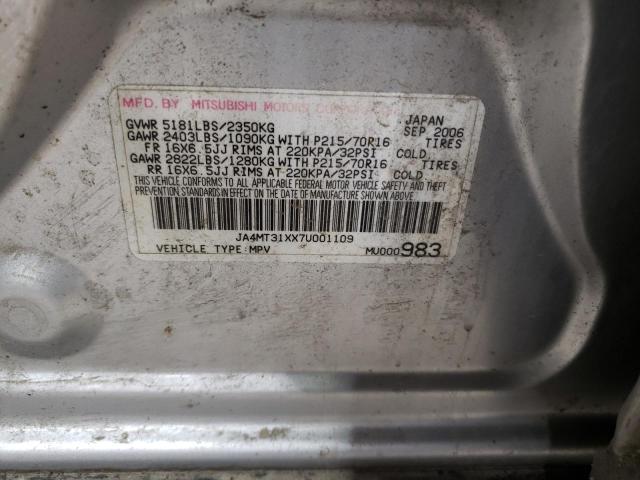 MFD. BY MITSUBISHI MOTORS CORPORATION JAPAN
GVWR 5181LBS/2350KG SEP 2006
GAWR 2403LBS/1090KG WITH P215/70R16 TIRES
FR 16X6.5JJ RIMS AT 220KPA/32PSI COLD
GAWR 2822LBS/1280KG WITH P215/70R16 TIRES
RR 16X6.5JJ RIMS AT 220KPA/32PSI COLD
THIS VEHICLE CONFORMS TO ALL APPLICABLE FEDERAL MOTOR VEHICLE SAFETY AND THEFT PREVENTION
STANDARDS IN EFFECT ON THE DATE OF MANUFACTURE SHOWN ABOVE.
JA4MT31XX7U001109
VEHICLE TYPE:MPV MU000983